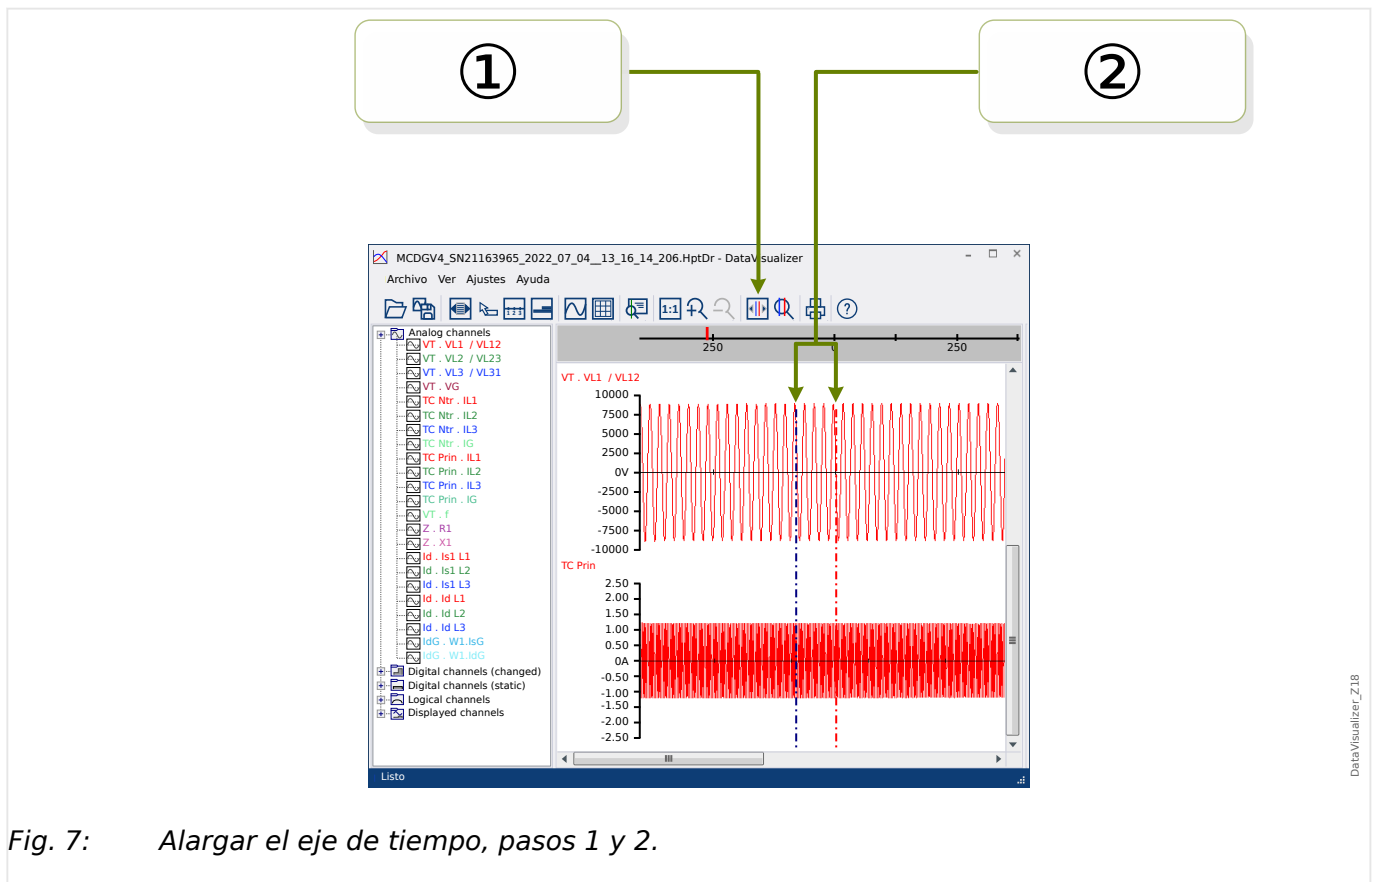 ① ②
MCDGV4_SN21163965_2022_07_04__13_16_14_206.HptDr - DataVisualizer
Archivo Ver Ajustes Ayuda
1:1
Analog channels
VT . VL1 / VL12
VT . VL2 / VL23
VT . VL3 / VL31
VT . VG
TC Ntr . IL1
TC Ntr . IL2
TC Ntr . IL3
TC Ntr . IG
TC Prin . IL1
TC Prin . IL2
TC Prin . IL3
TC Prin . IG
VT . f
Z . R1
Z . X1
Id . Is1 L1
Id . Is1 L2
Id . Is1 L3
Id . Id L1
Id . Id L2
Id . Id L3
IdG . W1.IsG
IdG . W1.IdG
Digital channels (changed)
Digital channels (static)
Logical channels
Displayed channels
250 0 250
VT . VL1 / VL12
10000
7500
5000
2500
0V
-2500
-5000
-7500
-10000
TC Prin
2.50
2.00
1.50
1.00
0.50
0A
-0.50
-1.00
-1.50
-2.00
-2.50
Listo
DataVisualizer_Z18
Fig. 7: Alargar el eje de tiempo, pasos 1 y 2.